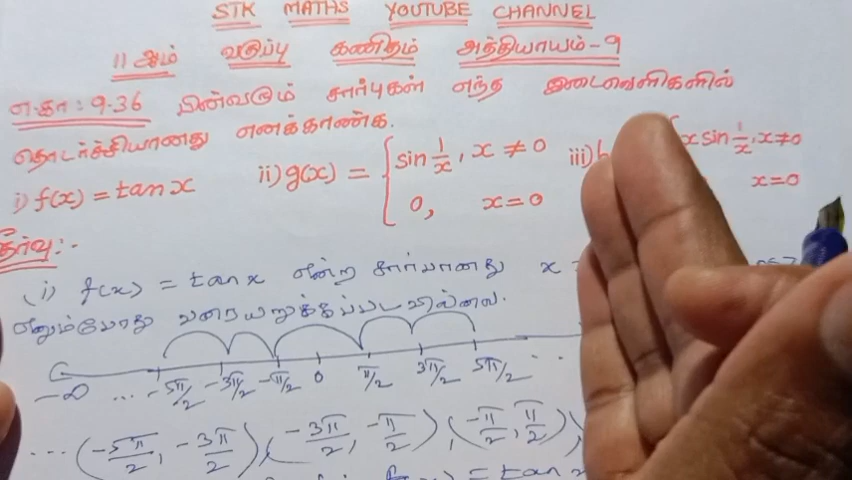 STK MATHS YOUTUBE CHANNEL
11 ஆம் வகுப்பு கணிதம் அத்தியாயம் - 9
எ.கா : 9.36 பின்வரும் சார்புகள் எந்த இடைவெளிகளில்
தொடர்ச்சியானது எனக்காண்க.
i) f(x) = tan x ii) g(x) = { sin 1/x , x ≠ 0 iii) h x sin 1/x , x ≠ 0
0, x = 0 x = 0
தீர்வு :-
(i) f(x) = tan x என்ற சார்பானது x =
எனும்போது வரையறுக்கப்படவில்லை.
-∞ ... -5π/2 -3π/2 -π/2 0 π/2 3π/2 5π/2 ...
... (-5π/2, -3π/2), (-3π/2, -π/2), (-π/2, π/2),
= tan x